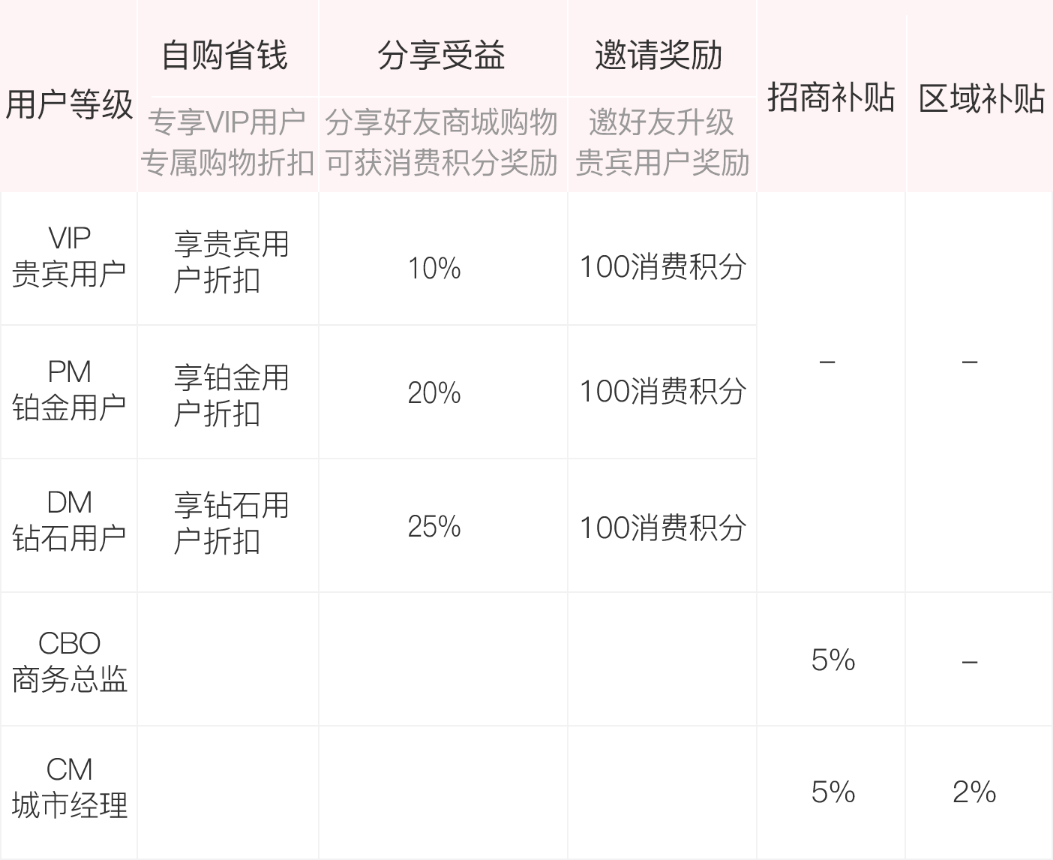 用户等级
自购省钱
专享VIP用户
专属购物折扣
分享受益
分享好友商城购物
可获消费积分奖励
邀请奖励
邀好友升级
贵宾用户奖励
招商补贴
区域补贴
VIP
贵宾用户
享贵宾用
户折扣
10%
100消费积分
PM
铂金用户
享铂金用
户折扣
20%
100消费积分
–
–
DM
钻石用户
享钻石用
户折扣
25%
100消费积分
CBO
商务总监
5%
–
CM
城市经理
5%
2%